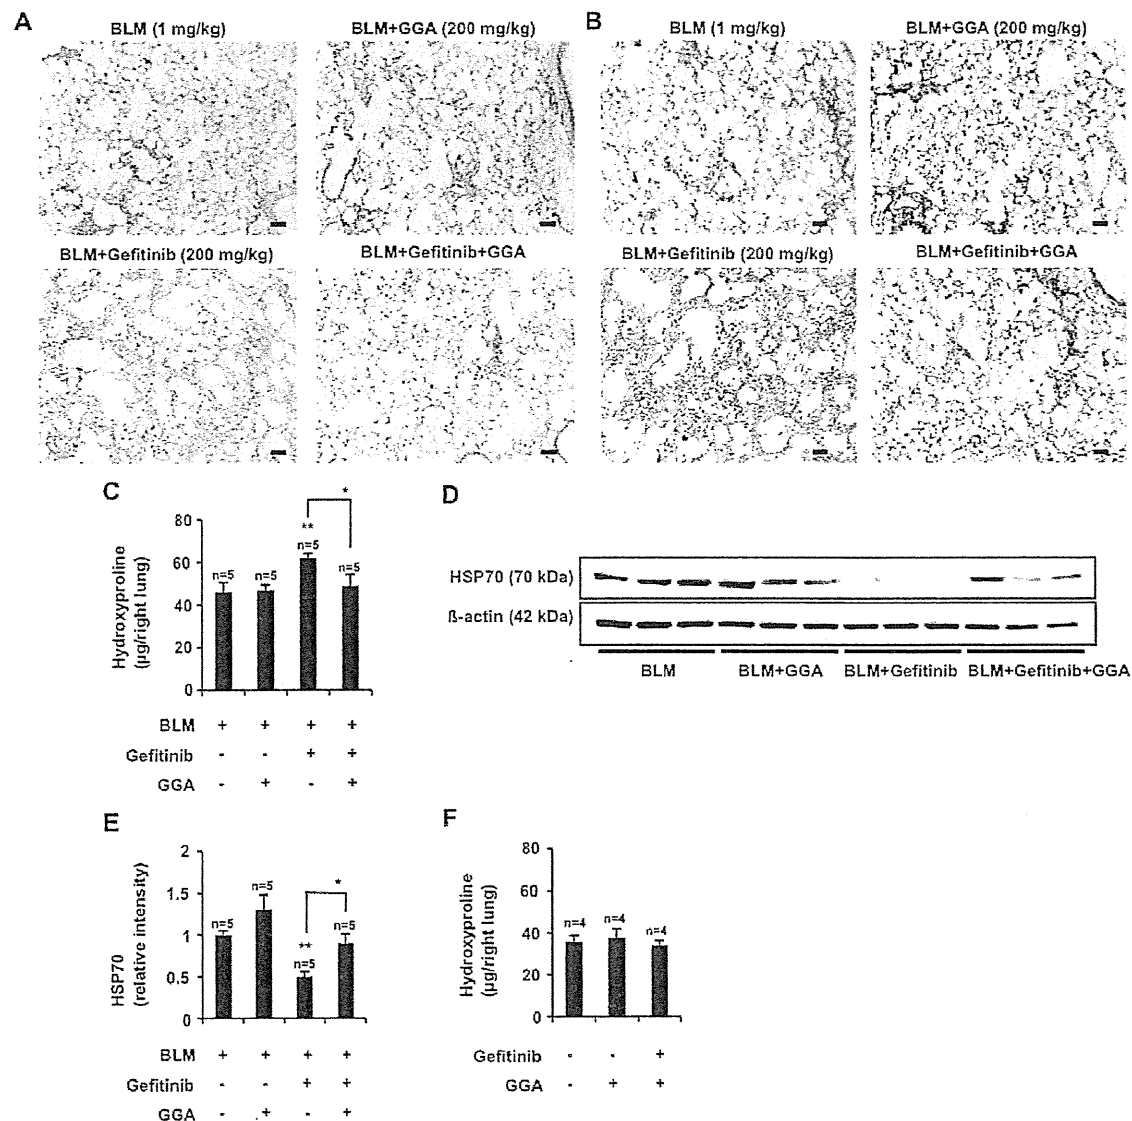 A
BLM (1 mg/kg)
BLM+GGA (200 mg/kg)
BLM+Gefitinib (200 mg/kg)
BLM+Gefitinib+GGA
B
BLM (1 mg/kg)
BLM+GGA (200 mg/kg)
BLM+Gefitinib (200 mg/kg)
BLM+Gefitinib+GGA
C
Hydroxyproline
(µg/right lung)
80
60
40
20
0
n=5
n=5
**
n=5
*
n=5
BLM + + + +
Gefitinib - - + +
GGA - + - +
D
HSP70 (70 kDa)
ß-actin (42 kDa)
BLM
BLM+GGA
BLM+Gefitinib
BLM+Gefitinib+GGA
E
HSP70
(relative intensity)
2
1.5
1
0.5
0
n=5
n=5
**
n=5
*
n=5
BLM + + + +
Gefitinib - - + +
GGA - + - +
F
Hydroxyproline
(µg/right lung)
80
60
40
20
0
n=4
n=4
n=4
Gefitinib - - +
GGA - + +